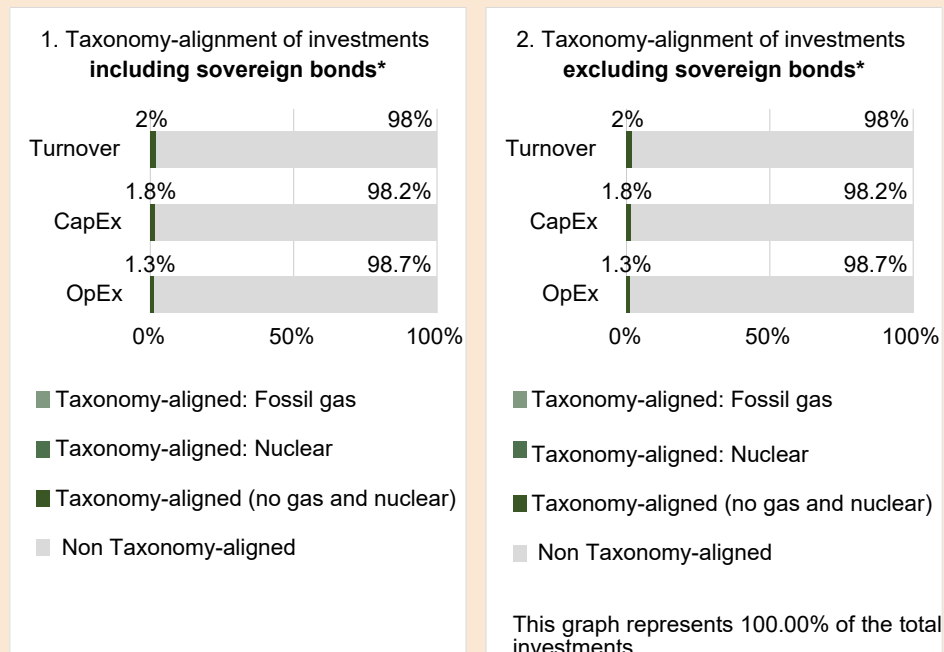 1. Taxonomy-alignment of investments
including sovereign bonds*
2% 98%
Turnover
1.8% 98.2%
CapEx
1.3% 98.7%
OpEx
0% 50% 100%
Taxonomy-aligned: Fossil gas
Taxonomy-aligned: Nuclear
Taxonomy-aligned (no gas and nuclear)
Non Taxonomy-aligned
2. Taxonomy-alignment of investments
excluding sovereign bonds*
2% 98%
Turnover
1.8% 98.2%
CapEx
1.3% 98.7%
OpEx
0% 50% 100%
Taxonomy-aligned: Fossil gas
Taxonomy-aligned: Nuclear
Taxonomy-aligned (no gas and nuclear)
Non Taxonomy-aligned
This graph represents 100.00% of the total
investments